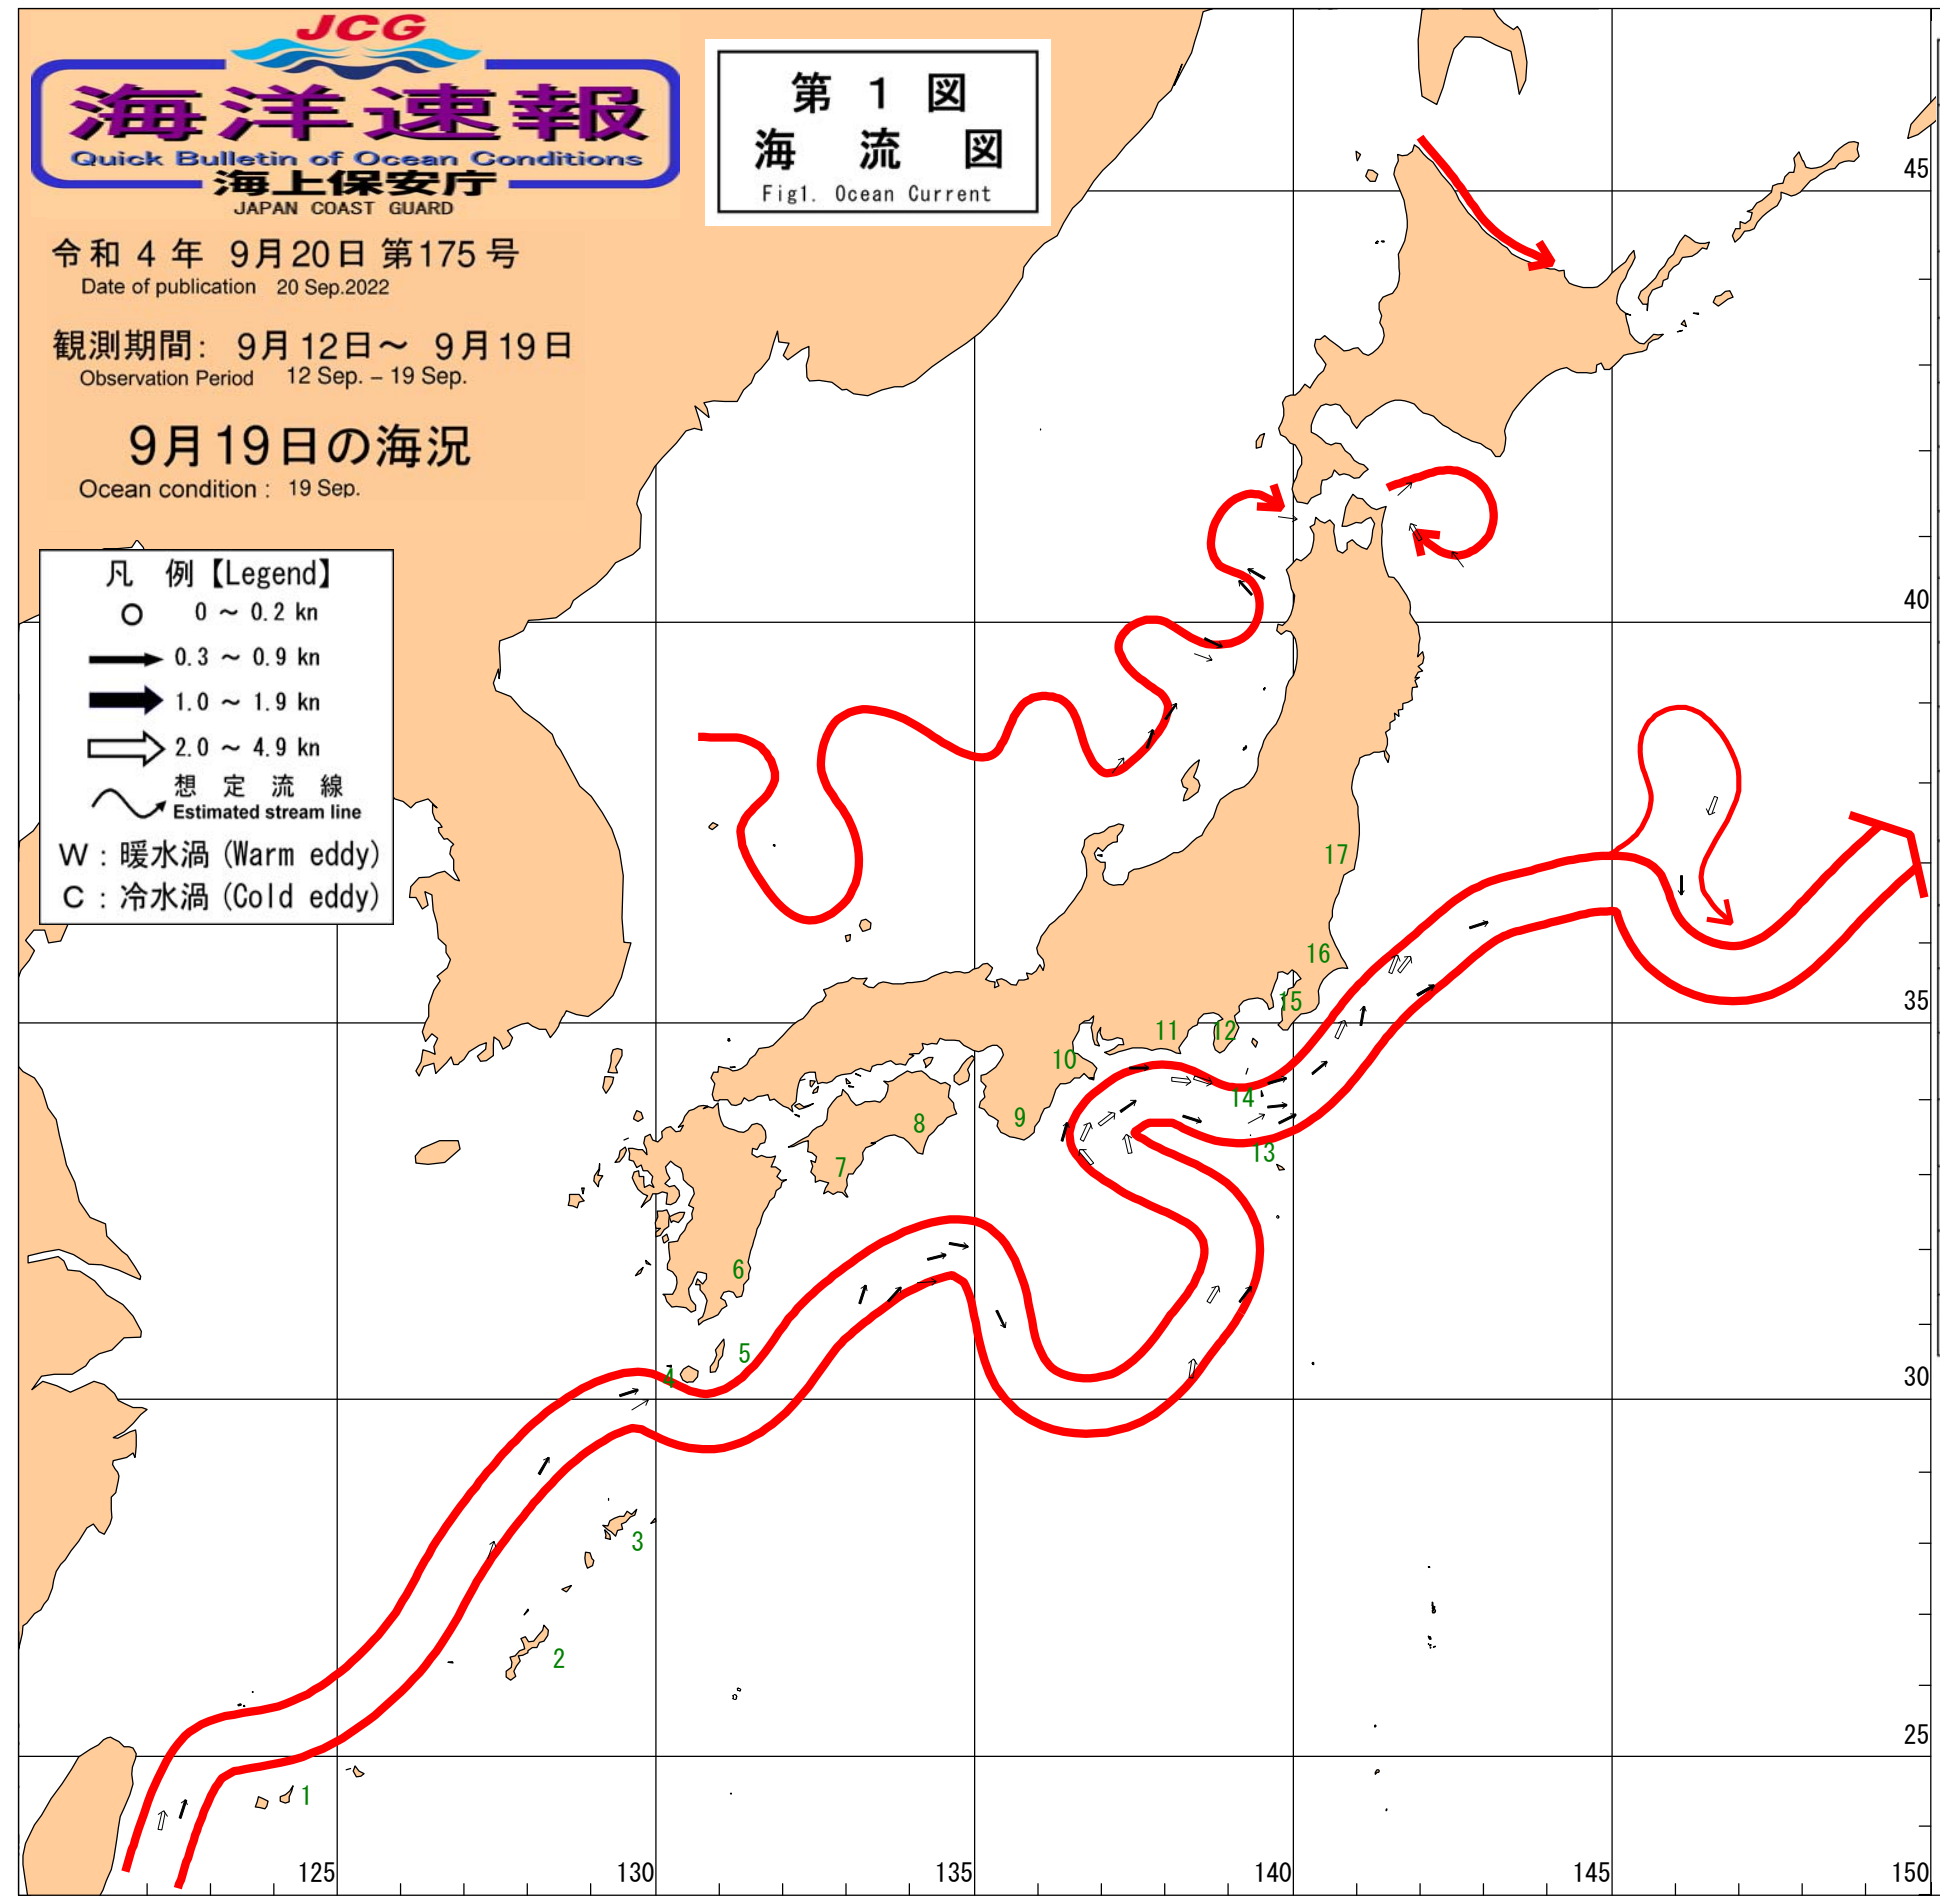 JCG
海洋速報
Quick Bulletin of Ocean Conditions
海上保安庁
JAPAN COAST GUARD
第 1 図
海 流 図
Fig1. Ocean Current
令和 4 年 9月20日 第175号
Date of publication 20 Sep.2022
観測期間: 9月12日～ 9月19日
Observation Period 12 Sep. – 19 Sep.
9月19日の海況
Ocean condition : 19 Sep.
凡 例【Legend】
0 ～ 0.2 kn
0.3 ～ 0.9 kn
1.0 ～ 1.9 kn
2.0 ～ 4.9 kn
想 定 流 線
Estimated stream line
W : 暖水渦 (Warm eddy)
C : 冷水渦 (Cold eddy)
45
40
17
16
35
15
12
11
10
14
9
8
13
7
6
5
4
30
3
2
25
1
125
130
135
140
145
150